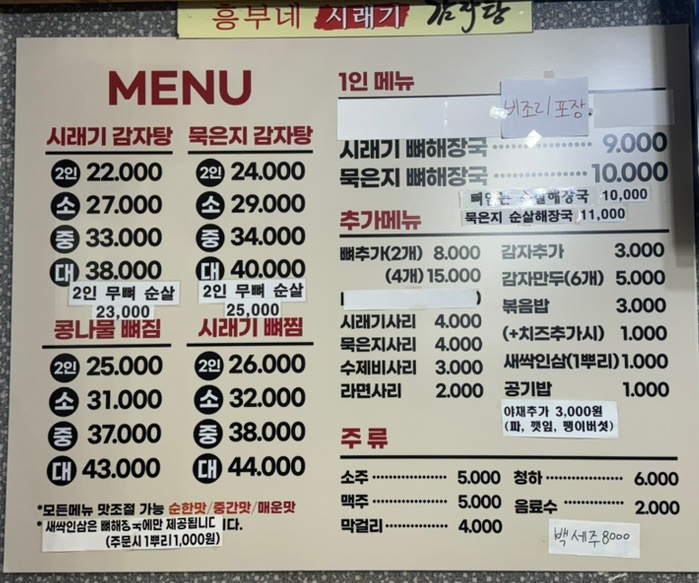 흥부네 시래기 감자탕
MENU
시래기 감자탕
2인 22.000
소 27.000
중 33.000
대 38.000
2인 무뼈 순살
23,000
묵은지 감자탕
2인 24.000
소 29.000
중 34.000
대 40.000
2인 무뼈 순살
25,000
콩나물 뼈찜
2인 25.000
소 31.000
중 37.000
대 43.000
시래기 뼈찜
2인 26.000
소 32.000
중 38.000
대 44.000
*모든메뉴 맛조절 가능 순한맛/중간맛/매운맛
* 새싹인삼은 뼈해장국에만 제공됩니다.
(주문시1뿌리1,000원)
1인 메뉴
비조리 포장.
시래기 뼈해장국 9.000
묵은지 뼈해장국 10.000
뼈없는 순살해장국 10,000
묵은지 순살해장국 11,000
추가메뉴
뼈추가(2개) 8.000
(4개) 15.000
시래기사리 4.000
묵은지사리 4.000
수제비사리 3.000
라면사리 2.000
감자추가 3.000
감자만두(6개) 5.000
볶음밥 3.000
(+치즈추가시) 1.000
새싹인삼(1뿌리) 1.000
공기밥 1.000
야채추가 3,000원
(파, 깻잎, 팽이버섯)
주 류
소주 5.000
맥주 5.000
막걸리 4.000
청하 6.000
음료수 2.000
백세주 8000